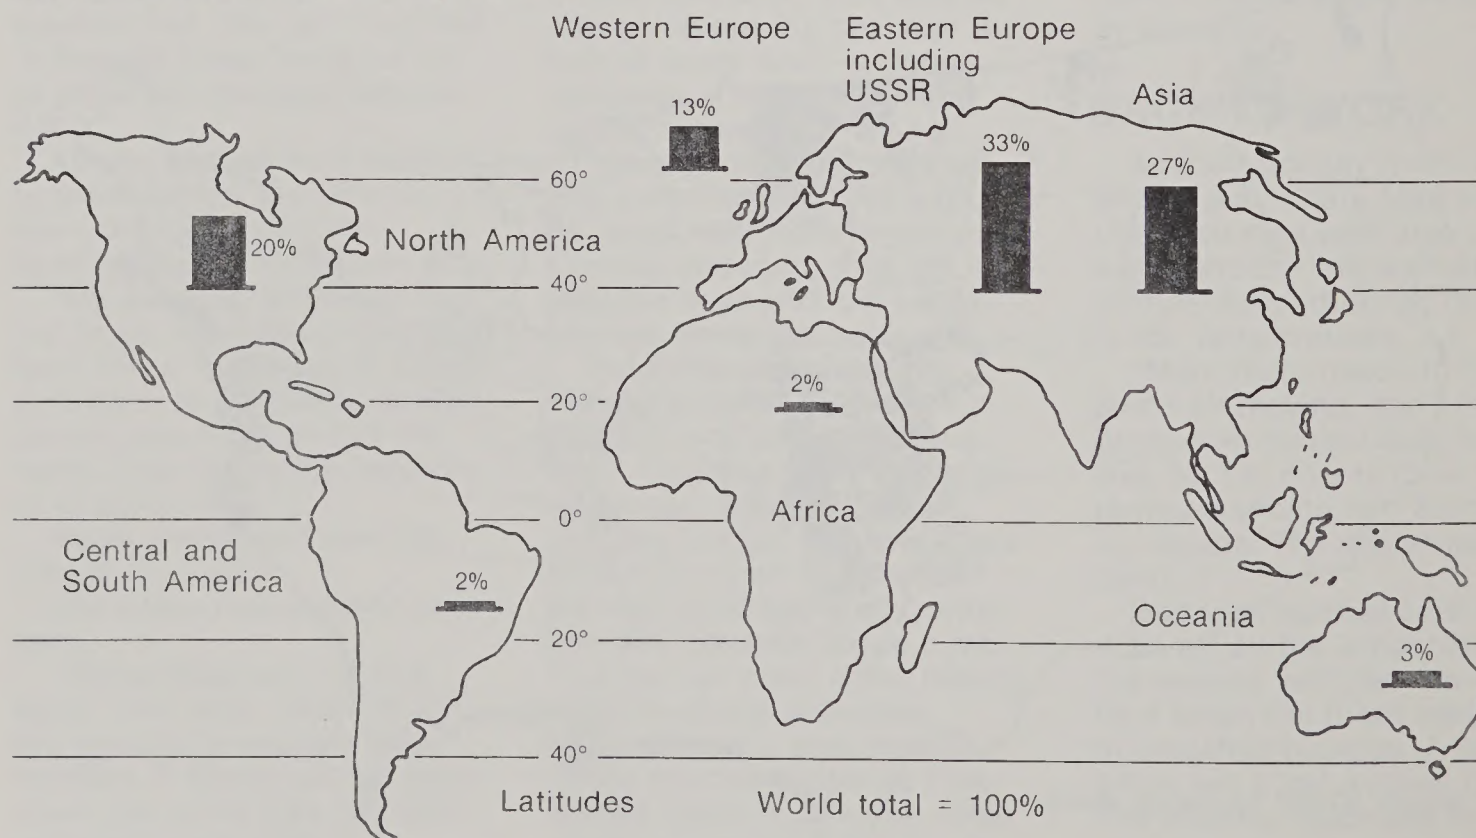 Western Europe
Eastern Europe
including
USSR
Asia
13%
33%
27%
60°
20%
North America
40°
2%
20°
Africa
0°
Central and
South America
2%
Oceania
20°
3%
40°
Latitudes
World total = 100%